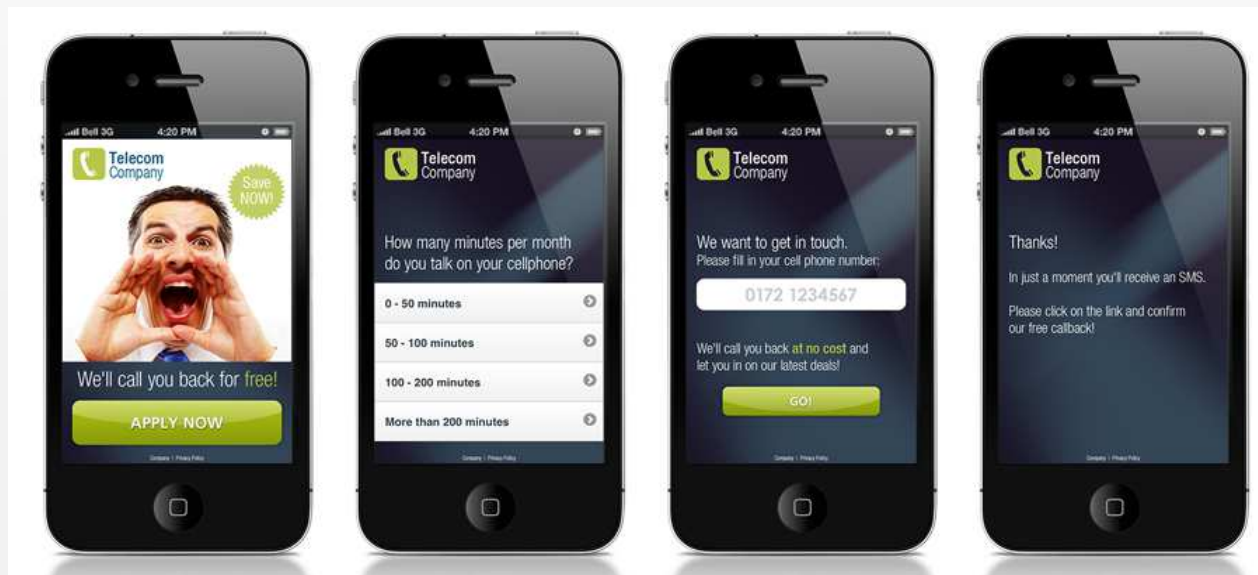 Bell 3G 4:20 PM
Telecom
Company
Save
NOW!
We'll call you back for free!
APPLY NOW
Company | Privacy Policy
Bell 3G 4:20 PM
Telecom
Company
How many minutes per month
do you talk on your cellphone?
0 - 50 minutes
50 - 100 minutes
100 - 200 minutes
More than 200 minutes
Company | Privacy Policy
Bell 3G 4:20 PM
Telecom
Company
We want to get in touch.
Please fill in your cell phone number:
0172 1234567
We'll call you back at no cost and
let you in on our latest deals!
GO!
Company | Privacy Policy
Bell 3G 4:20 PM
Telecom
Company
Thanks!
In just a moment you'll receive an SMS.
Please click on the link and confirm
our free callback!
Company | Privacy Policy